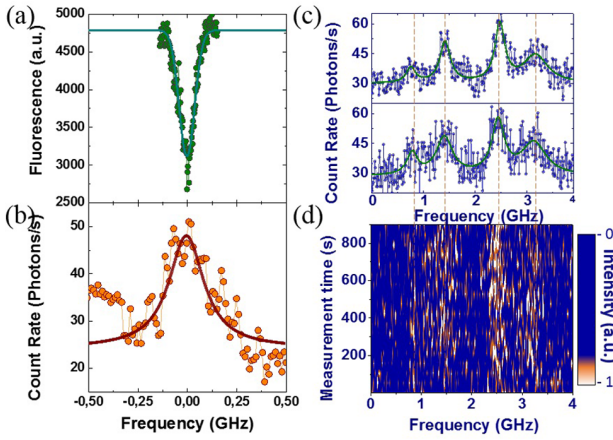 (a)
5000
4500
4000
3500
3000
2500
Fluorescence (a.u.)
(b)
50
40
30
20
Count Rate (Photons/s)
-0,50 -0,25 0,00 0,25 0,50
Frequency (GHz)
(c)
60
45
30
60
45
30
Count Rate (Photons/s)
0 1 2 3 4
Frequency (GHz)
(d)
800
600
400
200
Measurement time (s)
0 1 2 3 4
Frequency (GHz)
0
Intensity (a.u.)
1